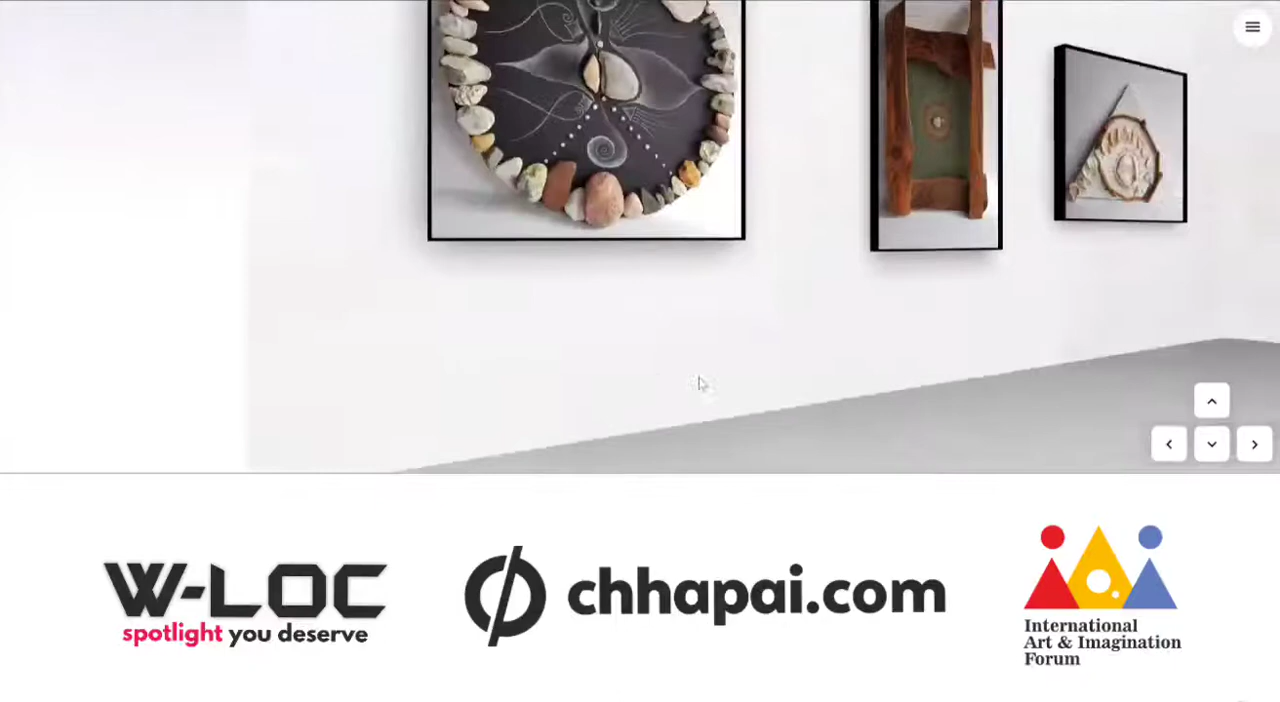 W-LOC
spotlight you deserve
chhapai.com
International
Art & Imagination
Forum